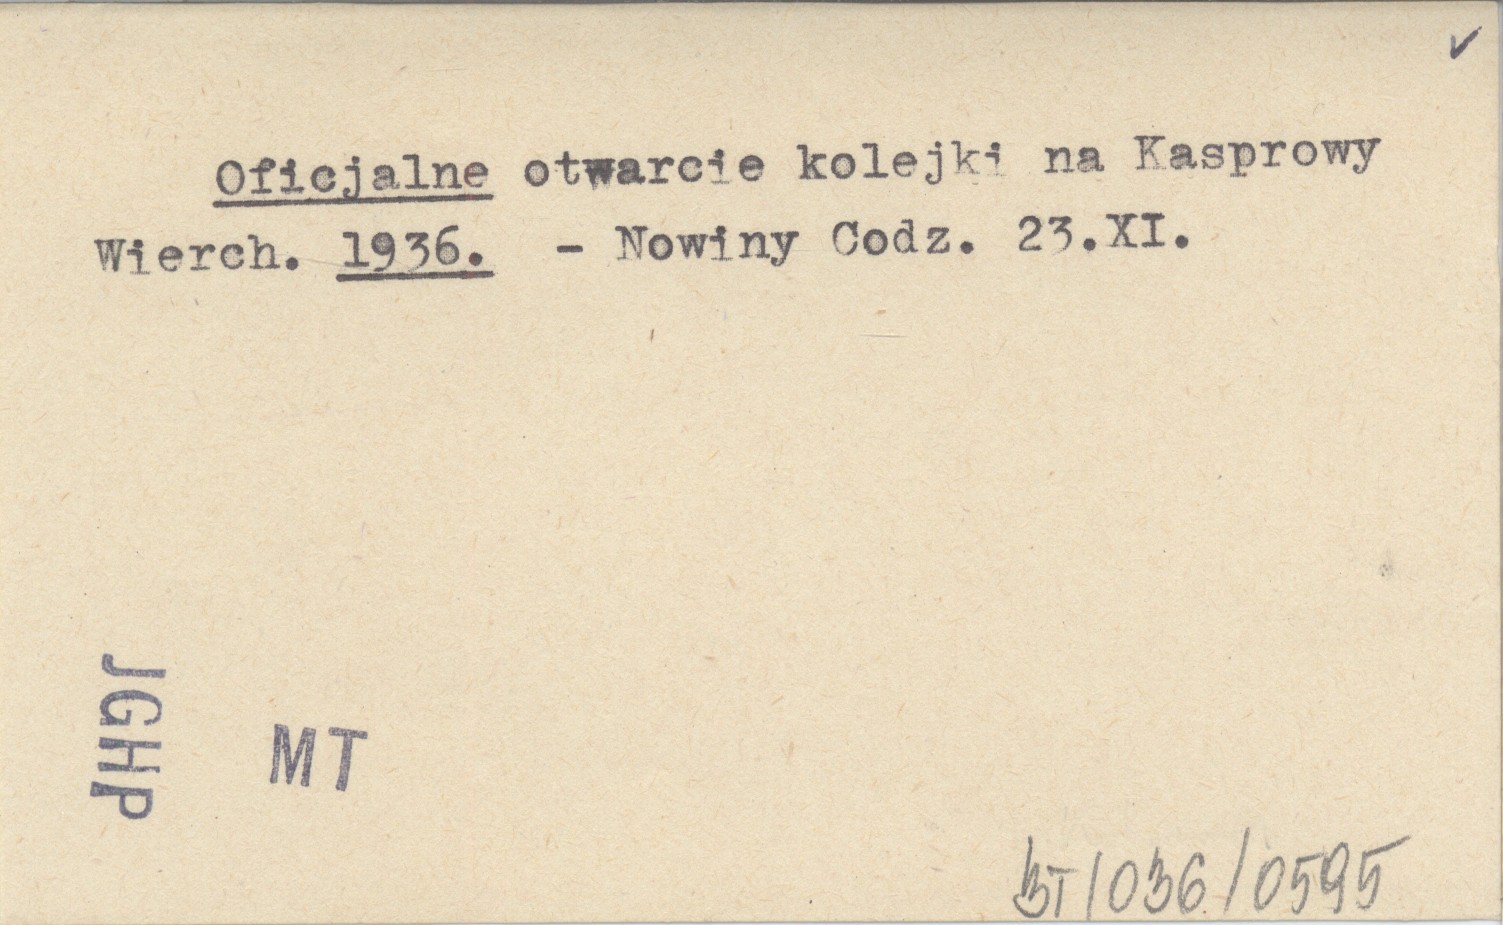 Oficjalne otwarcie kolejki na Kasprowy
Wierch. 1936. - Nowiny Codz. 23.XI.
JGHP
MT
BT/036/0595